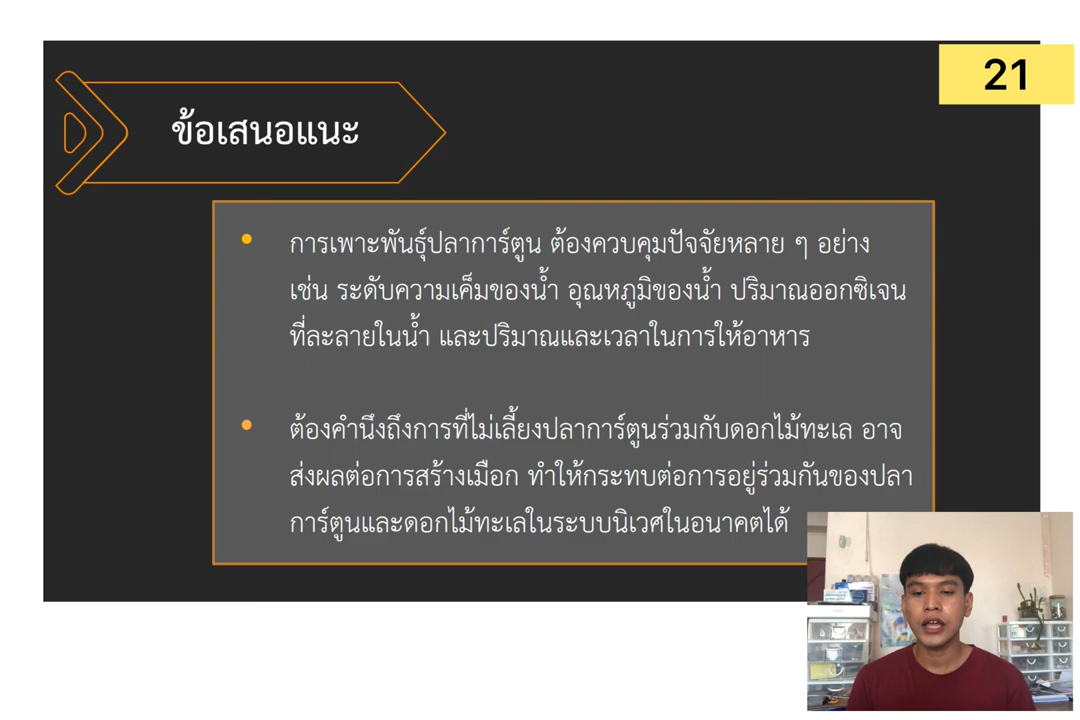 21
ข้อเสนอแนะ
การเพาะพันธุ์ปลาการ์ตูน ต้องควบคุมปัจจัยหลาย ๆ อย่าง
เช่น ระดับความเค็มของน้ำ อุณหภูมิของน้ำ ปริมาณออกซิเจน
ที่ละลายในน้ำ และปริมาณและเวลาในการให้อาหาร
ต้องคำนึงถึงการที่ไม่เลี้ยงปลาการ์ตูนร่วมกับดอกไม้ทะเล อาจ
ส่งผลต่อการสร้างเมือก ทำให้กระทบต่อการอยู่ร่วมกันของปลา
การ์ตูนและดอกไม้ทะเลในระบบนิเวศในอนาคตได้